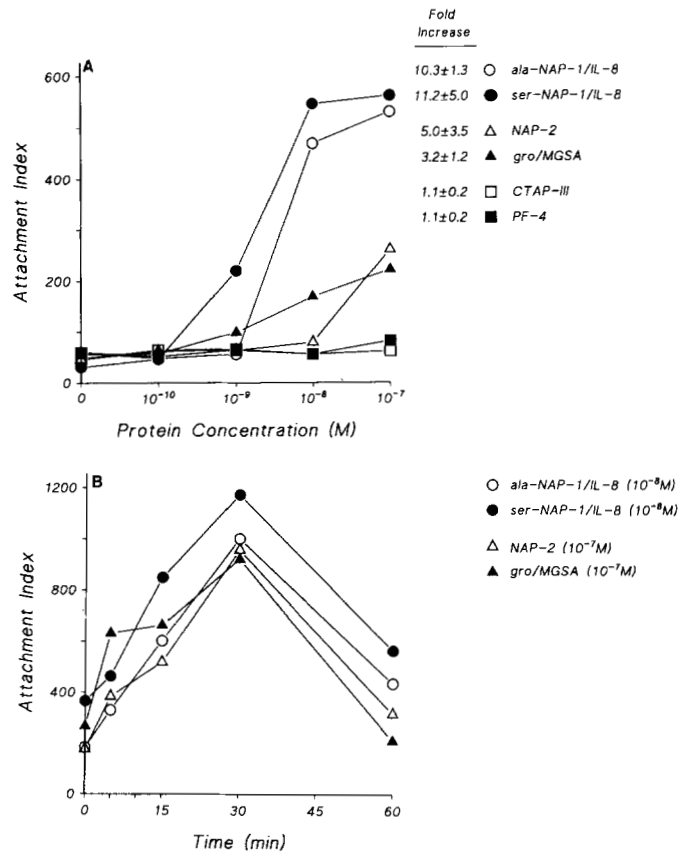 Fold
Increase
A
10.3±1.3 ala-NAP-1/IL-8
11.2±5.0 ser-NAP-1/IL-8
5.0±3.5 NAP-2
3.2±1.2 gro/MGSA
1.1±0.2 CTAP-III
1.1±0.2 PF-4
600
400
200
0
Attachment Index
0 10⁻¹⁰ 10⁻⁹ 10⁻⁸ 10⁻⁷
Protein Concentration (M)
B
ala-NAP-1/IL-8 (10⁻⁸M)
ser-NAP-1/IL-8 (10⁻⁸M)
NAP-2 (10⁻⁷M)
gro/MGSA (10⁻⁷M)
1200
800
400
0
Attachment Index
0 15 30 45 60
Time (min)